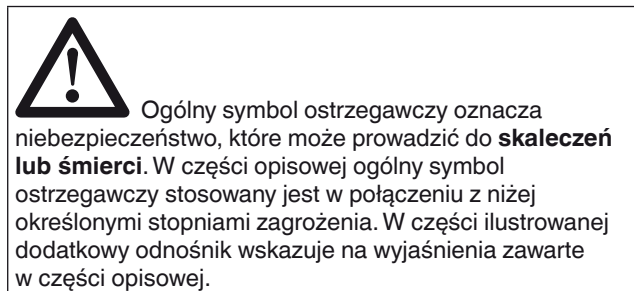 Ogólny symbol ostrzegawczy oznacza
niebezpieczeństwo, które może prowadzić do skaleczeń
lub śmierci. W części opisowej ogólny symbol
ostrzegawczy stosowany jest w połączeniu z niżej
określonymi stopniami zagrożenia. W części ilustrowanej
dodatkowy odnośnik wskazuje na wyjaśnienia zawarte
w części opisowej.